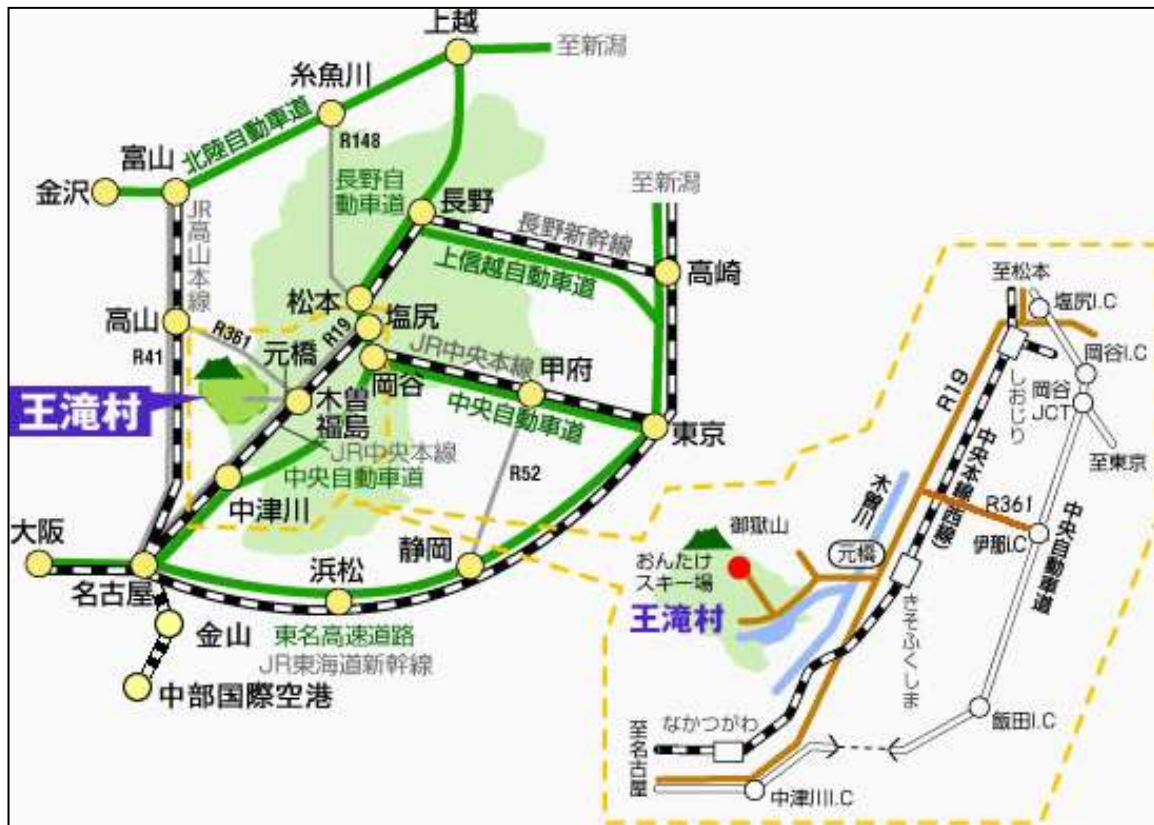 上越
至新潟
糸魚川
北陸自動車道
R148
富山
金沢
長野自
動車道
長野
至新潟
長野新幹線
上信越自動車道
高崎
JR高山本線
松本
塩尻
高山
R361
R19
元橋
R41
岡谷
JR中央本線
甲府
王滝村
木曽
福島
中央自動車道
東京
JR中央本線
中央自動車道
R52
中津川
大阪
静岡
名古屋
浜松
金山
東名高速道路
JR東海道新幹線
中部国際空港
至松本
塩尻I.C
岡谷I.C
R19
しおじり
岡谷
JCT
至東京
中央本線(西線)
木曽川
R361
御嶽山
元橋
伊那I.C
おんたけ
スキー場
中央自動車道
王滝村
きそふくしま
飯田I.C
なかつがわ
至名古屋
中津川I.C